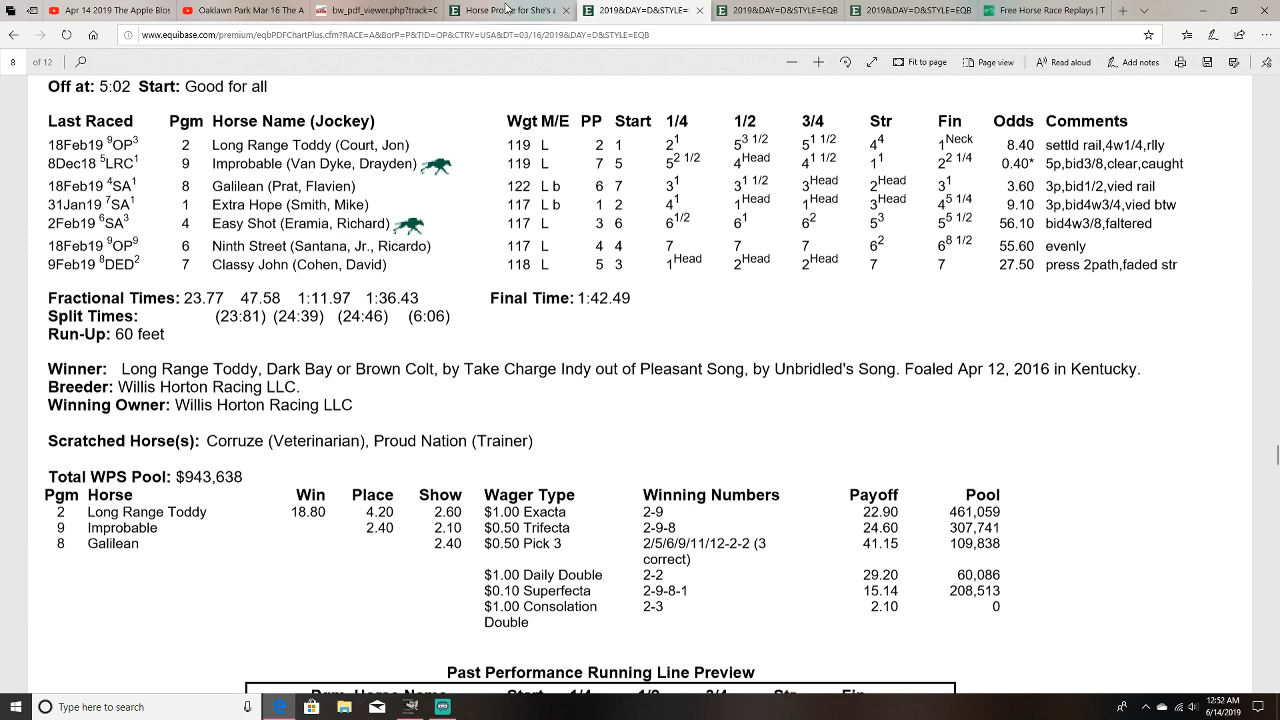 2019 The Apple Blos
March 16 The A
ior_pdf_viewer.php?track=C
Horse Profile for She's a
2019&DAY=D&STYLE=
2019&DAY=D&STYLE=EQB
2019&DAY=D&STYLE=EQB
Free Horse Race Replays | T
www.equibase.com/premium/eqbPDFChartPlus.cfm?RACE=A&BorP=P&TID=OP&CTRY=USA&DT=03/16/2019&DAY=D&STYLE=EQB
8 of 12 Fit to page Page view Read aloud Add notes
Off at: 5:02 Start: Good for all
Last Raced Pgm Horse Name (Jockey) Wgt M/E PP Start 1/4 1/2 3/4 Str Fin Odds Comments
18Feb19 9OP3 2 Long Range Toddy (Court, Jon) 119 L 2 1 21 53 1/2 51 1/2 44 1Neck 8.40 settld rail,4w1/4,rlly
8Dec18 5LRC1 9 Improbable (Van Dyke, Drayden) 119 L 7 5 52 1/2 4Head 41 1/2 11 22 1/4 0.40* 5p,bid3/8,clear,caught
18Feb19 4SA1 8 Galilean (Prat, Flavien) 122 L b 6 7 31 31 1/2 3Head 2Head 31 3.60 3p,bid1/2,vied rail
31Jan19 7SA1 1 Extra Hope (Smith, Mike) 117 L b 1 2 41 1Head 1Head 3Head 45 1/4 9.10 3p,bid4w3/4,vied btw
2Feb19 6SA3 4 Easy Shot (Eramia, Richard) 117 L 3 6 61/2 61 62 53 55 1/2 56.10 bid4w3/8,faltered
18Feb19 9OP9 6 Ninth Street (Santana, Jr., Ricardo) 117 L 4 4 7 7 7 62 68 1/2 55.60 evenly
9Feb19 8DED2 7 Classy John (Cohen, David) 118 L 5 3 1Head 2Head 2Head 7 7 27.50 press 2path,faded str
Fractional Times: 23.77 47.58 1:11.97 1:36.43 Final Time: 1:42.49
Split Times: (23:81) (24:39) (24:46) (6:06)
Run-Up: 60 feet
Winner: Long Range Toddy, Dark Bay or Brown Colt, by Take Charge Indy out of Pleasant Song, by Unbridled's Song. Foaled Apr 12, 2016 in Kentucky.
Breeder: Willis Horton Racing LLC.
Winning Owner: Willis Horton Racing LLC
Scratched Horse(s): Corruze (Veterinarian), Proud Nation (Trainer)
Total WPS Pool: $943,638
Pgm Horse Win Place Show Wager Type Winning Numbers Payoff Pool
2 Long Range Toddy 18.80 4.20 2.60 $1.00 Exacta 2-9 22.90 461,059
9 Improbable 2.40 2.10 $0.50 Trifecta 2-9-8 24.60 307,741
8 Galilean 2.40 $0.50 Pick 3 2/5/6/9/11/12-2-2 (3 41.15 109,838
correct)
$1.00 Daily Double 2-2 29.20 60,086
$0.10 Superfecta 2-9-8-1 15.14 208,513
$1.00 Consolation 2-3 2.10 0
Double
Past Performance Running Line Preview
Pgm Horse Name Start 1/4 1/2 3/4 Str Fin
Type here to search
12:52 AM
6/14/2019